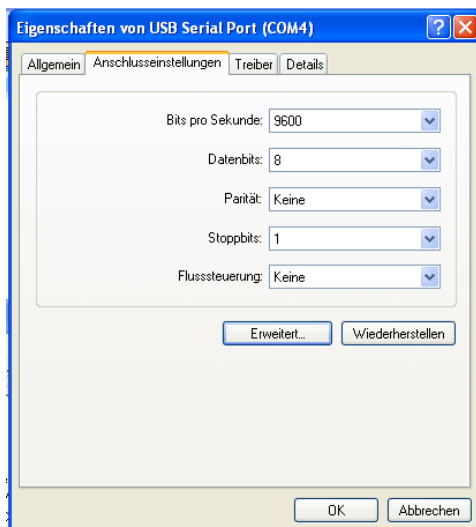 Eigenschaften von USB Serial Port (COM4)
Allgemein Anschlusseinstellungen Treiber Details
Bits pro Sekunde: 9600
Datenbits: 8
Parität: Keine
Stoppbits: 1
Flusssteuerung: Keine
Erweitert... Wiederherstellen
OK Abbrechen